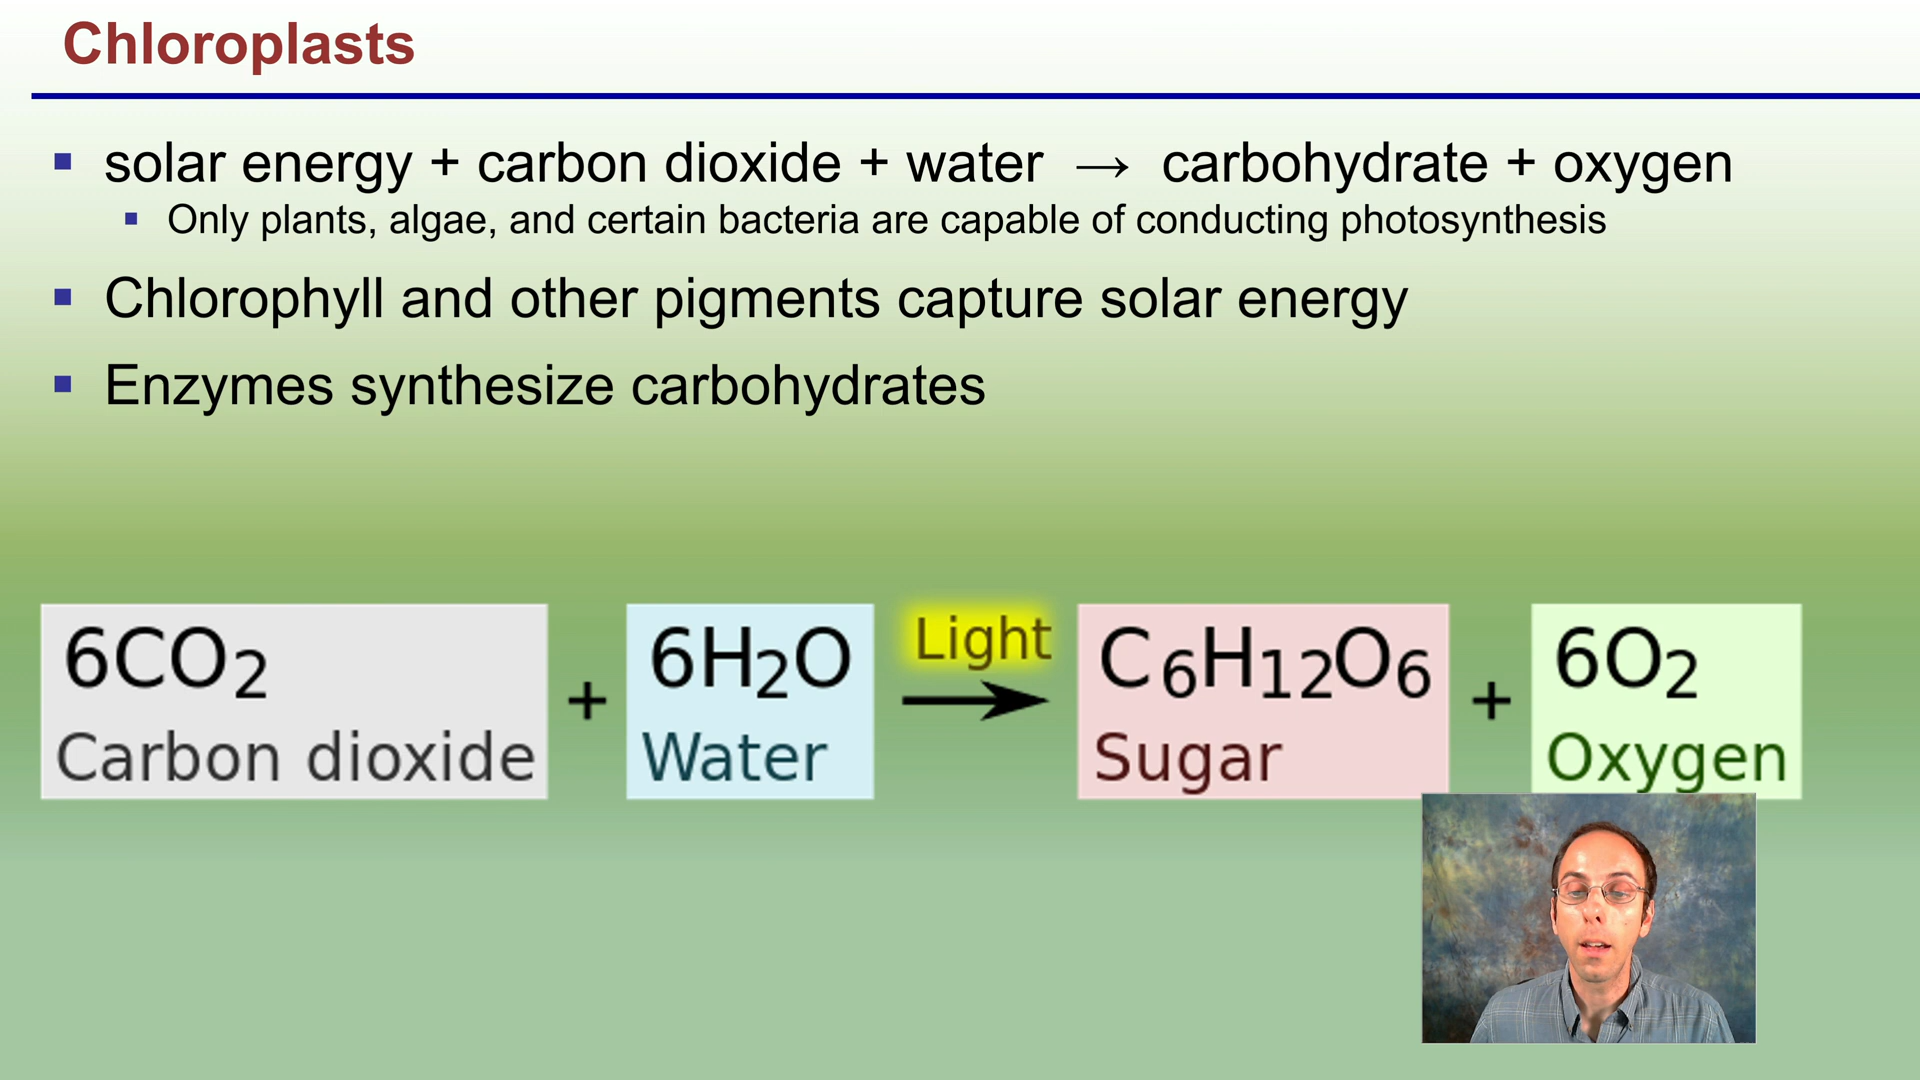 Chloroplasts
▪ solar energy + carbon dioxide + water → carbohydrate + oxygen
▪ Only plants, algae, and certain bacteria are capable of conducting photosynthesis
▪ Chlorophyll and other pigments capture solar energy
▪ Enzymes synthesize carbohydrates
6CO₂ + 6H₂O Light → C₆H₁₂O₆ + 6O₂
Carbon dioxide Water Sugar Oxygen